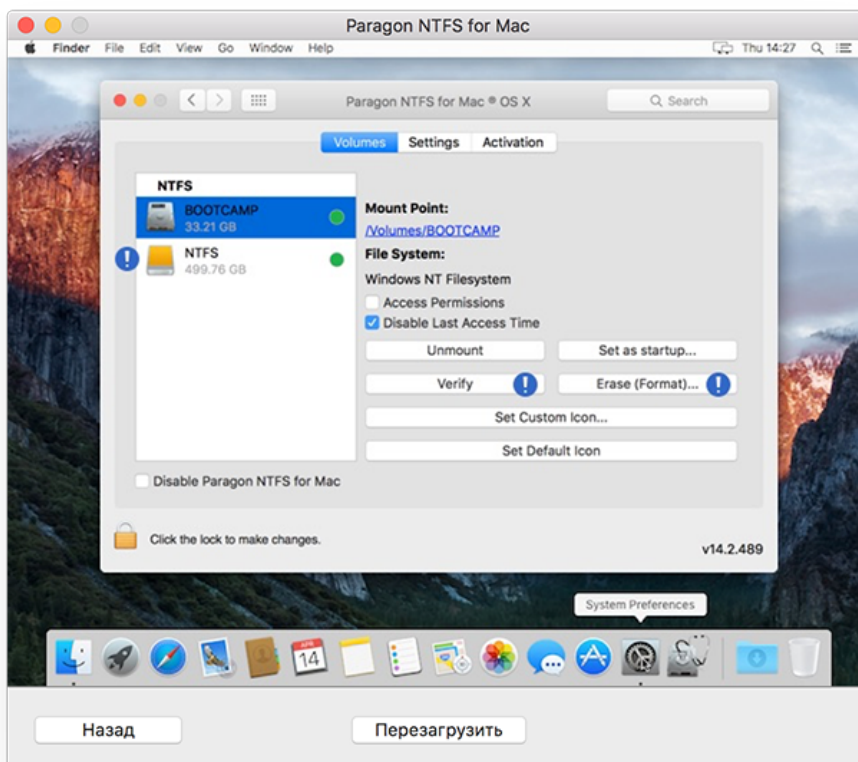 Paragon NTFS for Mac
Finder File Edit View Go Window Help Thu 14:27
Paragon NTFS for Mac ® OS X Search
Volumes Settings Activation
NTFS
BOOTCAMP
33.21 GB
NTFS
499.76 GB
Mount Point:
/Volumes/BOOTCAMP
File System:
Windows NT Filesystem
Access Permissions
Disable Last Access Time
Unmount Set as startup...
Verify Erase (Format)...
Set Custom Icon...
Set Default Icon
Disable Paragon NTFS for Mac
Click the lock to make changes.
v14.2.489
System Preferences
APR
14
Назад Перезагрузить